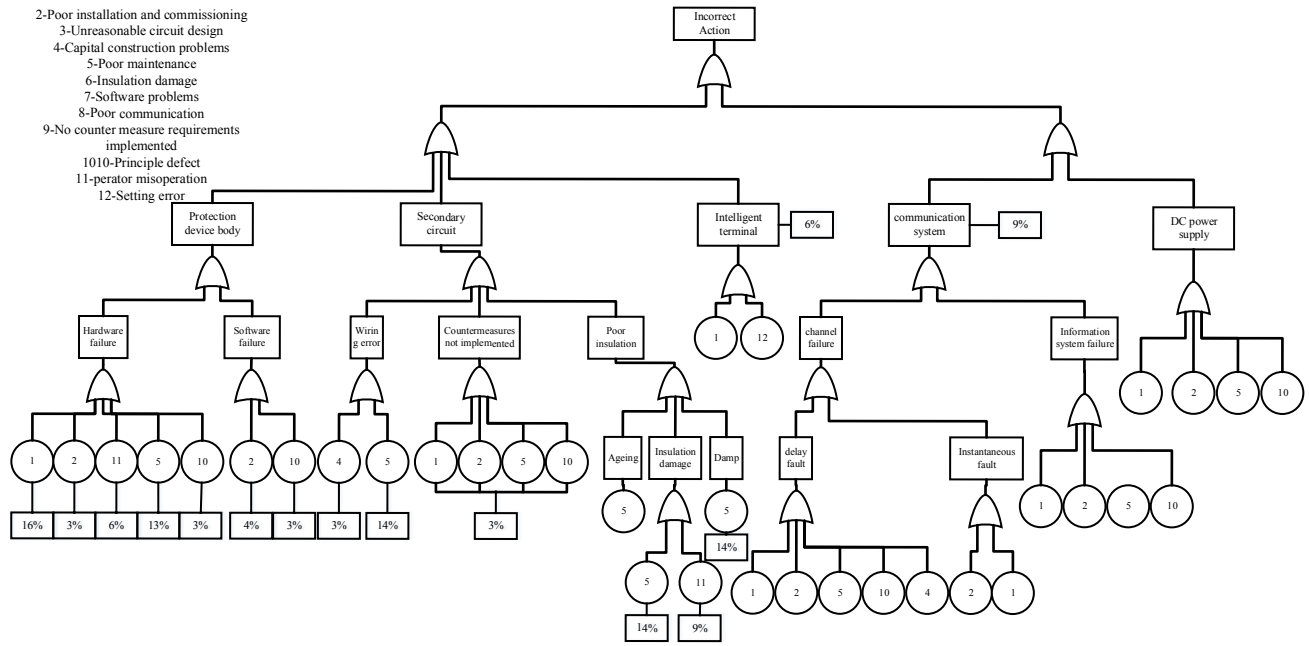 2-Poor installation and commissioning
3-Unreasonable circuit design
4-Capital construction problems
5-Poor maintenance
6-Insulation damage
7-Software problems
8-Poor communication
9-No counter measure requirements
implemented
1010-Principle defect
11-perator misoperation
12-Setting error
Incorrect
Action
Protection
device body
Secondary
circuit
Intelligent
terminal
6%
communication
system
9%
DC power
supply
Hardware
failure
Software
failure
Wirin
g error
Countermeasures
not implemented
Poor
insulation
1
12
channel
failure
Information
system failure
1
2
5
10
1
2
11
5
10
2
10
4
5
1
2
5
10
Ageing
Insulation
damage
Damp
delay
fault
Instantaneous
fault
16%
3%
6%
13%
3%
4%
3%
3%
14%
3%
5
5
14%
1
2
5
10
5
11
1
2
5
10
4
2
1
14%
9%